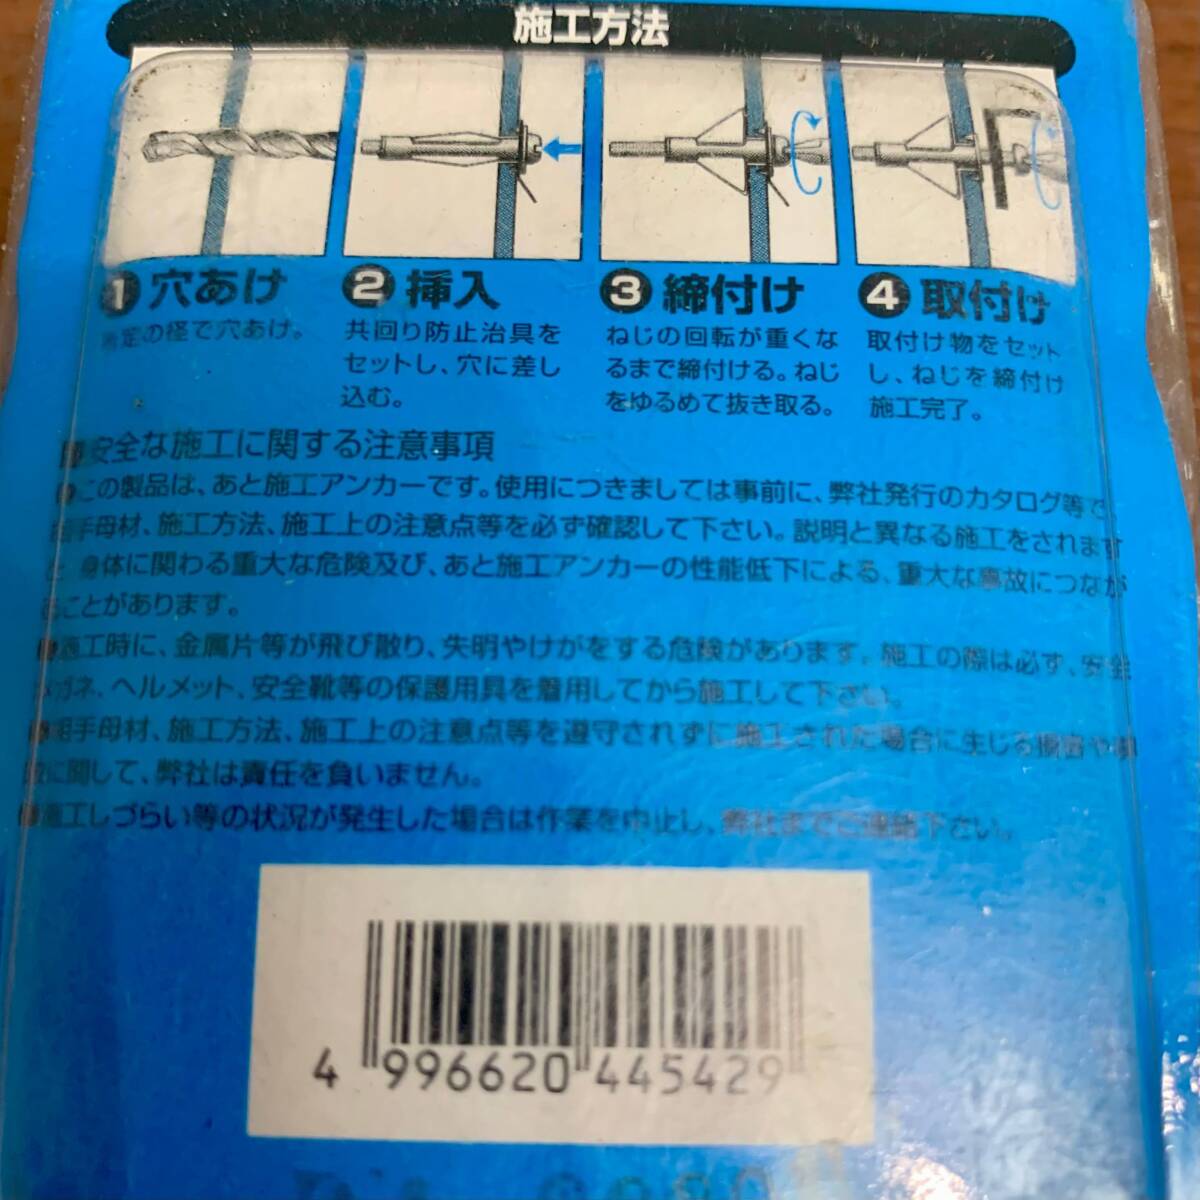 施工方法
1 穴あけ
定の径で穴あけ。
2 挿入
共回り防止治具を
セットし、穴に差し
込む。
3 締付け
ねじの回転が重くな
るまで締付ける。ねじ
をゆるめて抜き取る。
4 取付け
取付け物をセット
し、ねじを締付け
施工完了。
安全な施工に関する注意事項
●この製品は、あと施工アンカーです。使用につきましては事前に、弊社発行のカタログ等で
相手母材、施工方法、施工上の注意点等を必ず確認して下さい。説明と異なる施工をされます
と、身体に関わる重大な危険及び、あと施工アンカーの性能低下による、重大な事故につなが
ることがあります。
●施工時に、金属片等が飛び散り、失明やけがをする危険があります。施工の際は必ず、安全
メガネ、ヘルメット、安全靴等の保護用具を着用してから施工して下さい。
●相手母材、施工方法、施工上の注意点等を遵守されずに施工された場合に生じる損害や事
故に関して、弊社は責任を負いません。
●施工しづらい等の状況が発生した場合は作業を中止し、弊社までご連絡下さい。
4 996620 445429